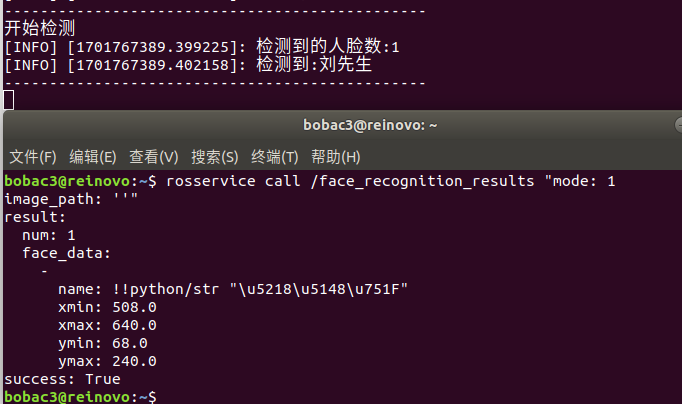 ------------------------------------------------
开始检测
[INFO] [1701767389.399225]: 检测到的人脸数:1
[INFO] [1701767389.402158]: 检测到:刘先生
------------------------------------------------
bobac3@reinovo: ~
文件(F) 编辑(E) 查看(V) 搜索(S) 终端(T) 帮助(H)
bobac3@reinovo:~$ rosservice call /face_recognition_results "mode: 1
image_path: ''"
result:
  num: 1
  face_data:
    -
      name: !!python/str "\u5218\u5148\u751F"
      xmin: 508.0
      xmax: 640.0
      ymin: 68.0
      ymax: 240.0
success: True
bobac3@reinovo:~$